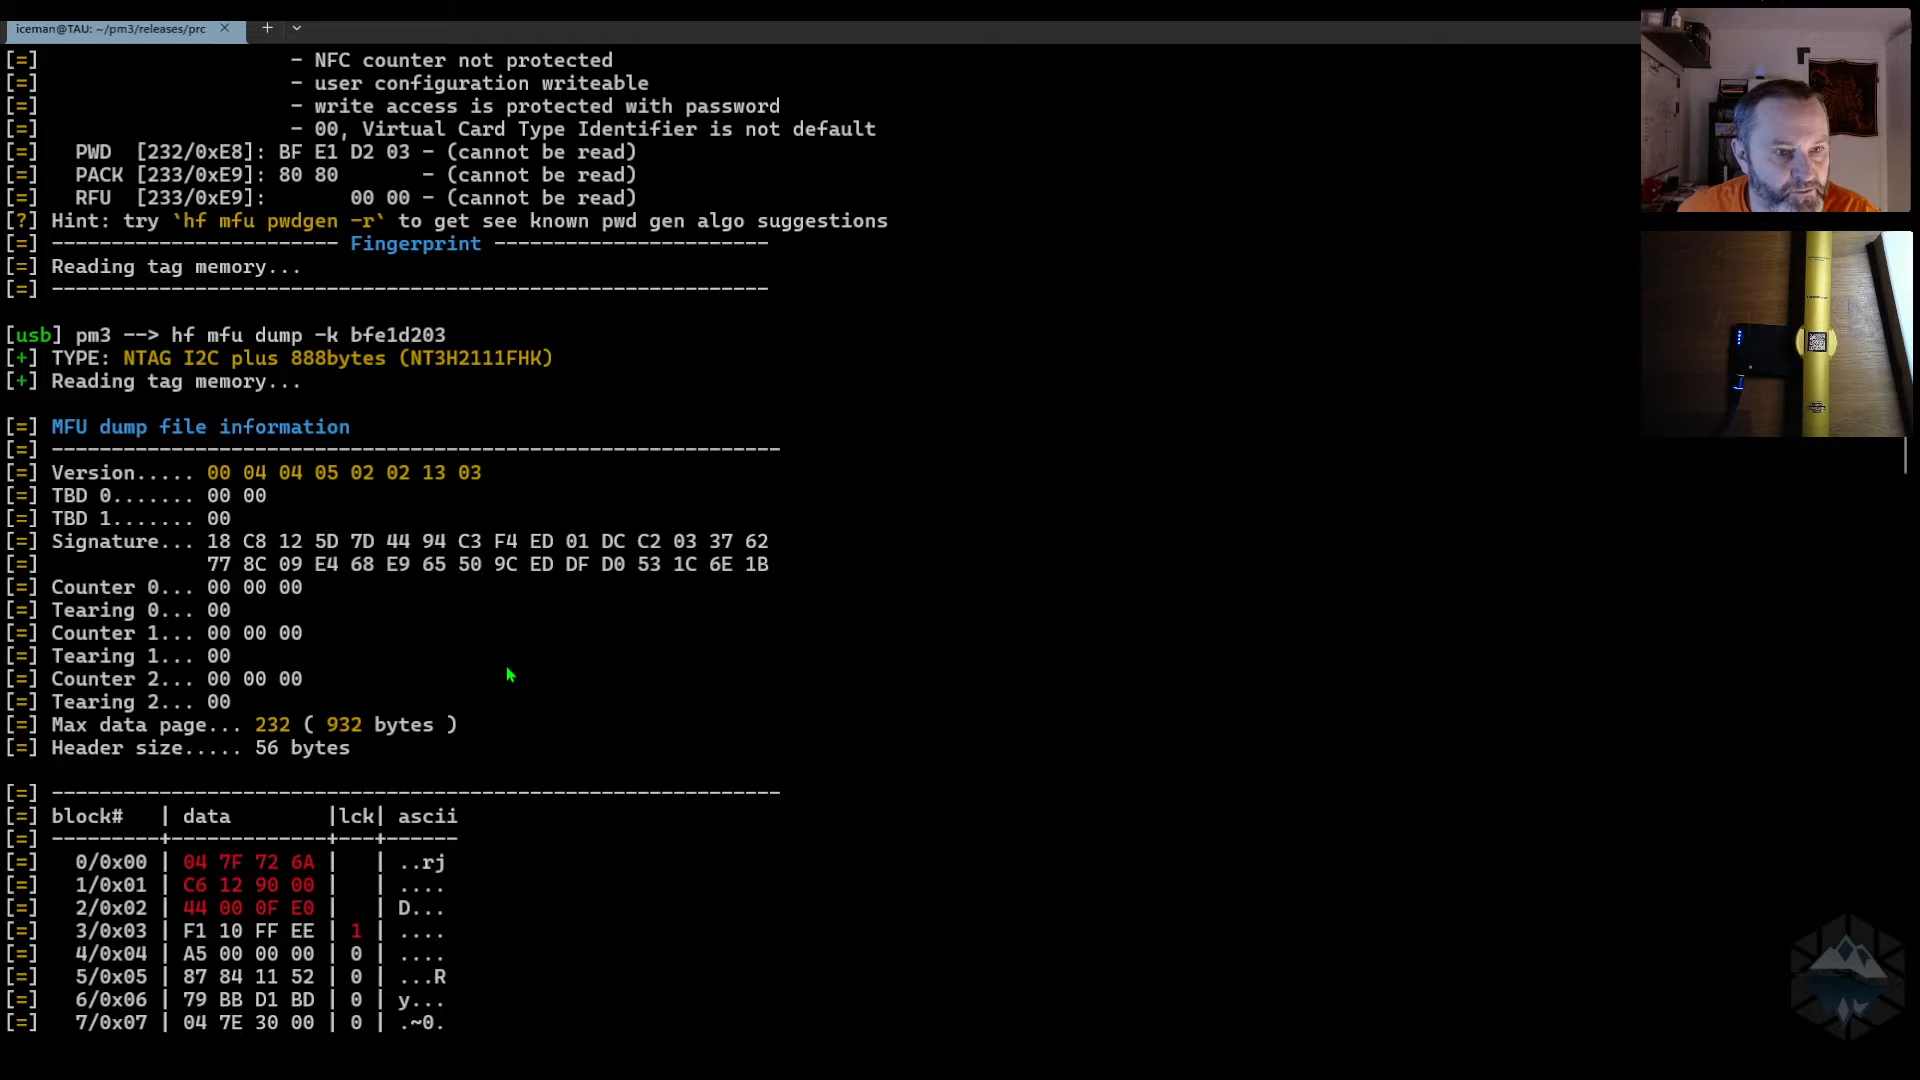 iceman@TAU: ~/pm3/releases/prc
[=] - NFC counter not protected
[=] - user configuration writeable
[=] - write access is protected with password
[=] - 00, Virtual Card Type Identifier is not default
[=] PWD [232/0xE8]: BF E1 D2 03 - (cannot be read)
[=] PACK [233/0xE9]: 80 80 - (cannot be read)
[=] RFU [233/0xE9]: 00 00 - (cannot be read)
[?] Hint: try `hf mfu pwdgen -r` to get see known pwd gen algo suggestions
[=] ------------------------ Fingerprint -----------------------
[=] Reading tag memory...
[=] ------------------------------------------------------------
[usb] pm3 --> hf mfu dump -k bfe1d203
[+] TYPE: NTAG I2C plus 888bytes (NT3H2111FHK)
[+] Reading tag memory...
[=] MFU dump file information
[=] -------------------------------------------------------------
[=] Version..... 00 04 04 05 02 02 13 03
[=] TBD 0....... 00 00
[=] TBD 1....... 00
[=] Signature... 18 C8 12 5D 7D 44 94 C3 F4 ED 01 DC C2 03 37 62
[=] 77 8C 09 E4 68 E9 65 50 9C ED DF D0 53 1C 6E 1B
[=] Counter 0... 00 00 00
[=] Tearing 0... 00
[=] Counter 1... 00 00 00
[=] Tearing 1... 00
[=] Counter 2... 00 00 00
[=] Tearing 2... 00
[=] Max data page... 232 ( 932 bytes )
[=] Header size..... 56 bytes
[=] -------------------------------------------------------------
[=] block# | data |lck| ascii
[=] ---------+-------------+---+------
[=] 0/0x00 | 04 7F 72 6A | | ..rj
[=] 1/0x01 | C6 12 90 00 | | ....
[=] 2/0x02 | 44 00 0F E0 | | D...
[=] 3/0x03 | F1 10 FF EE | 1 | ....
[=] 4/0x04 | A5 00 00 00 | 0 | ....
[=] 5/0x05 | 87 84 11 52 | 0 | ...R
[=] 6/0x06 | 79 BB D1 BD | 0 | y...
[=] 7/0x07 | 04 7E 30 00 | 0 | .~0.